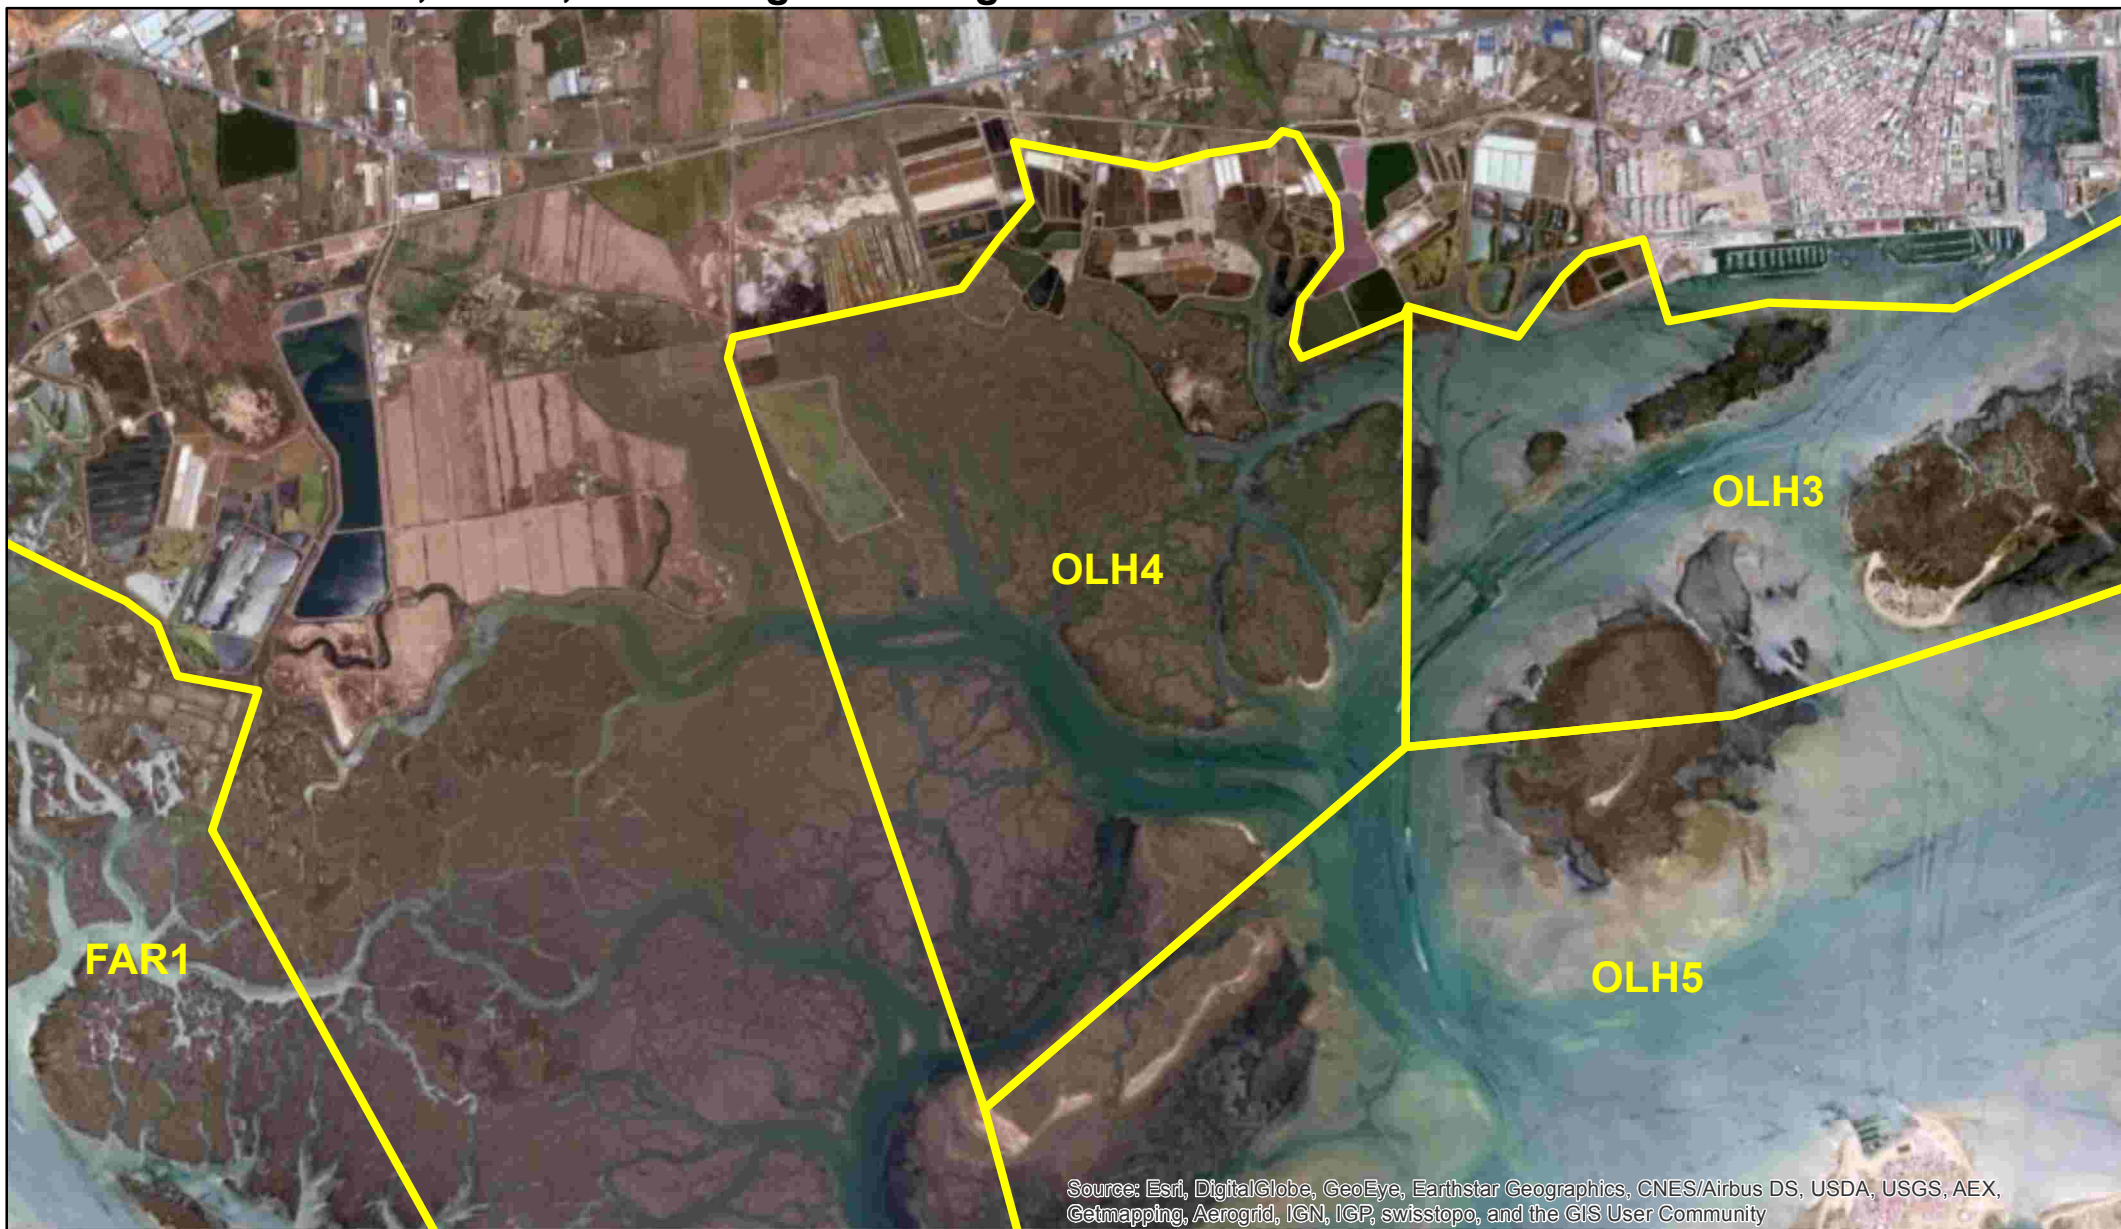 OLH3
OLH4
FAR1
OLH5
Source: Esri, DigitalGlobe, GeoEye, Earthstar Geographics, CNES/Airbus DS, USDA, USGS, AEX,
Getmapping, Aerogrid, IGN, IGP, swisstopo, and the GIS User Community